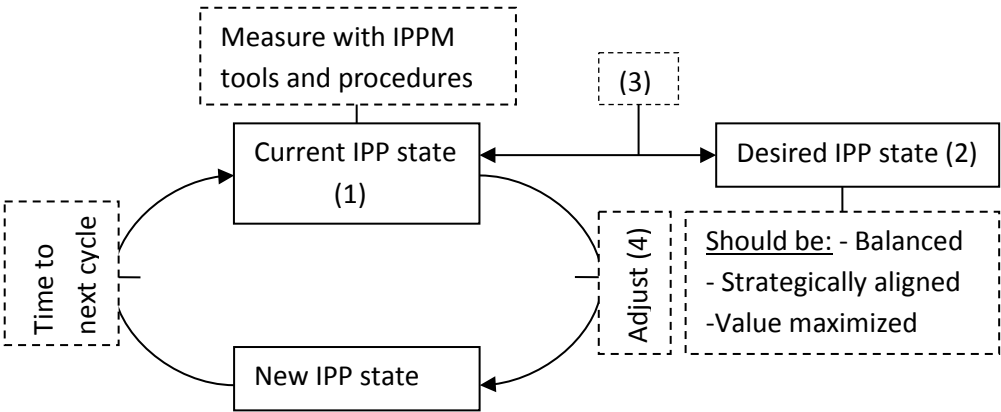 Measure with IPPM
tools and procedures
(3)
Current IPP state
(1)
Desired IPP state (2)
Time to
next cycle
Adjust (4)
Should be: - Balanced
- Strategically aligned
-Value maximized
New IPP state